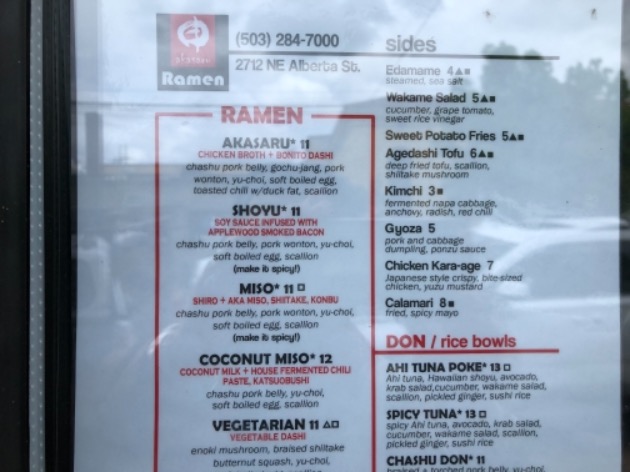 Ramen
(503) 284-7000
2712 NE Alberta St.
RAMEN
AKASARU* 11
CHICKEN BROTH + BONITO DASHI
chashu pork belly, gochu-jang, pork
wonton, yu-choi, soft boiled egg,
toasted chili w/duck fat, scallion
SHOYU* 11
SOY SAUCE INFUSED WITH
APPLEWOOD SMOKED BACON
chashu pork belly, pork wonton, yu-choi,
soft boiled egg, scallion
(make it spicy!)
MISO* 11 □
SHIRO + AKA MISO, SHIITAKE, KONBU
chashu pork belly, pork wonton, yu-choi,
soft boiled egg, scallion
(make it spicy!)
COCONUT MISO* 12
COCONUT MILK + HOUSE FERMENTED CHILI
PASTE, KATSUOBUSHI
chashu pork belly, yu-choi,
soft boiled egg, scallion
VEGETARIAN 11 △□
VEGETABLE DASHI
enoki mushroom, braised shiitake
butternut squash, yu-choi,
sides
Edamame 4▲■
steamed, sea salt
Wakame Salad 5▲■
cucumber, grape tomato,
sweet rice vinegar
Sweet Potato Fries 5▲■
Agedashi Tofu 6▲■
deep fried tofu, scallion,
shiitake mushroom
Kimchi 3■
fermented napa cabbage,
anchovy, radish, red chili
Gyoza 5
pork and cabbage
dumpling, ponzu sauce
Chicken Kara-age 7
Japanese style crispy, bite-sized
chicken, yuzu mustard
Calamari 8■
fried, spicy mayo
DON / rice bowls
AHI TUNA POKE* 13 □
Ahi tuna, Hawaiian shoyu, avocado,
krab salad,cucumber, wakame salad,
scallion, pickled ginger, sushi rice
SPICY TUNA* 13 □
spicy Ahi tuna, avocado, krab salad,
cucumber, wakame salad, scallion,
pickled ginger, sushi rice
CHASHU DON* 11
braised + torched pork belly, yu-choi,